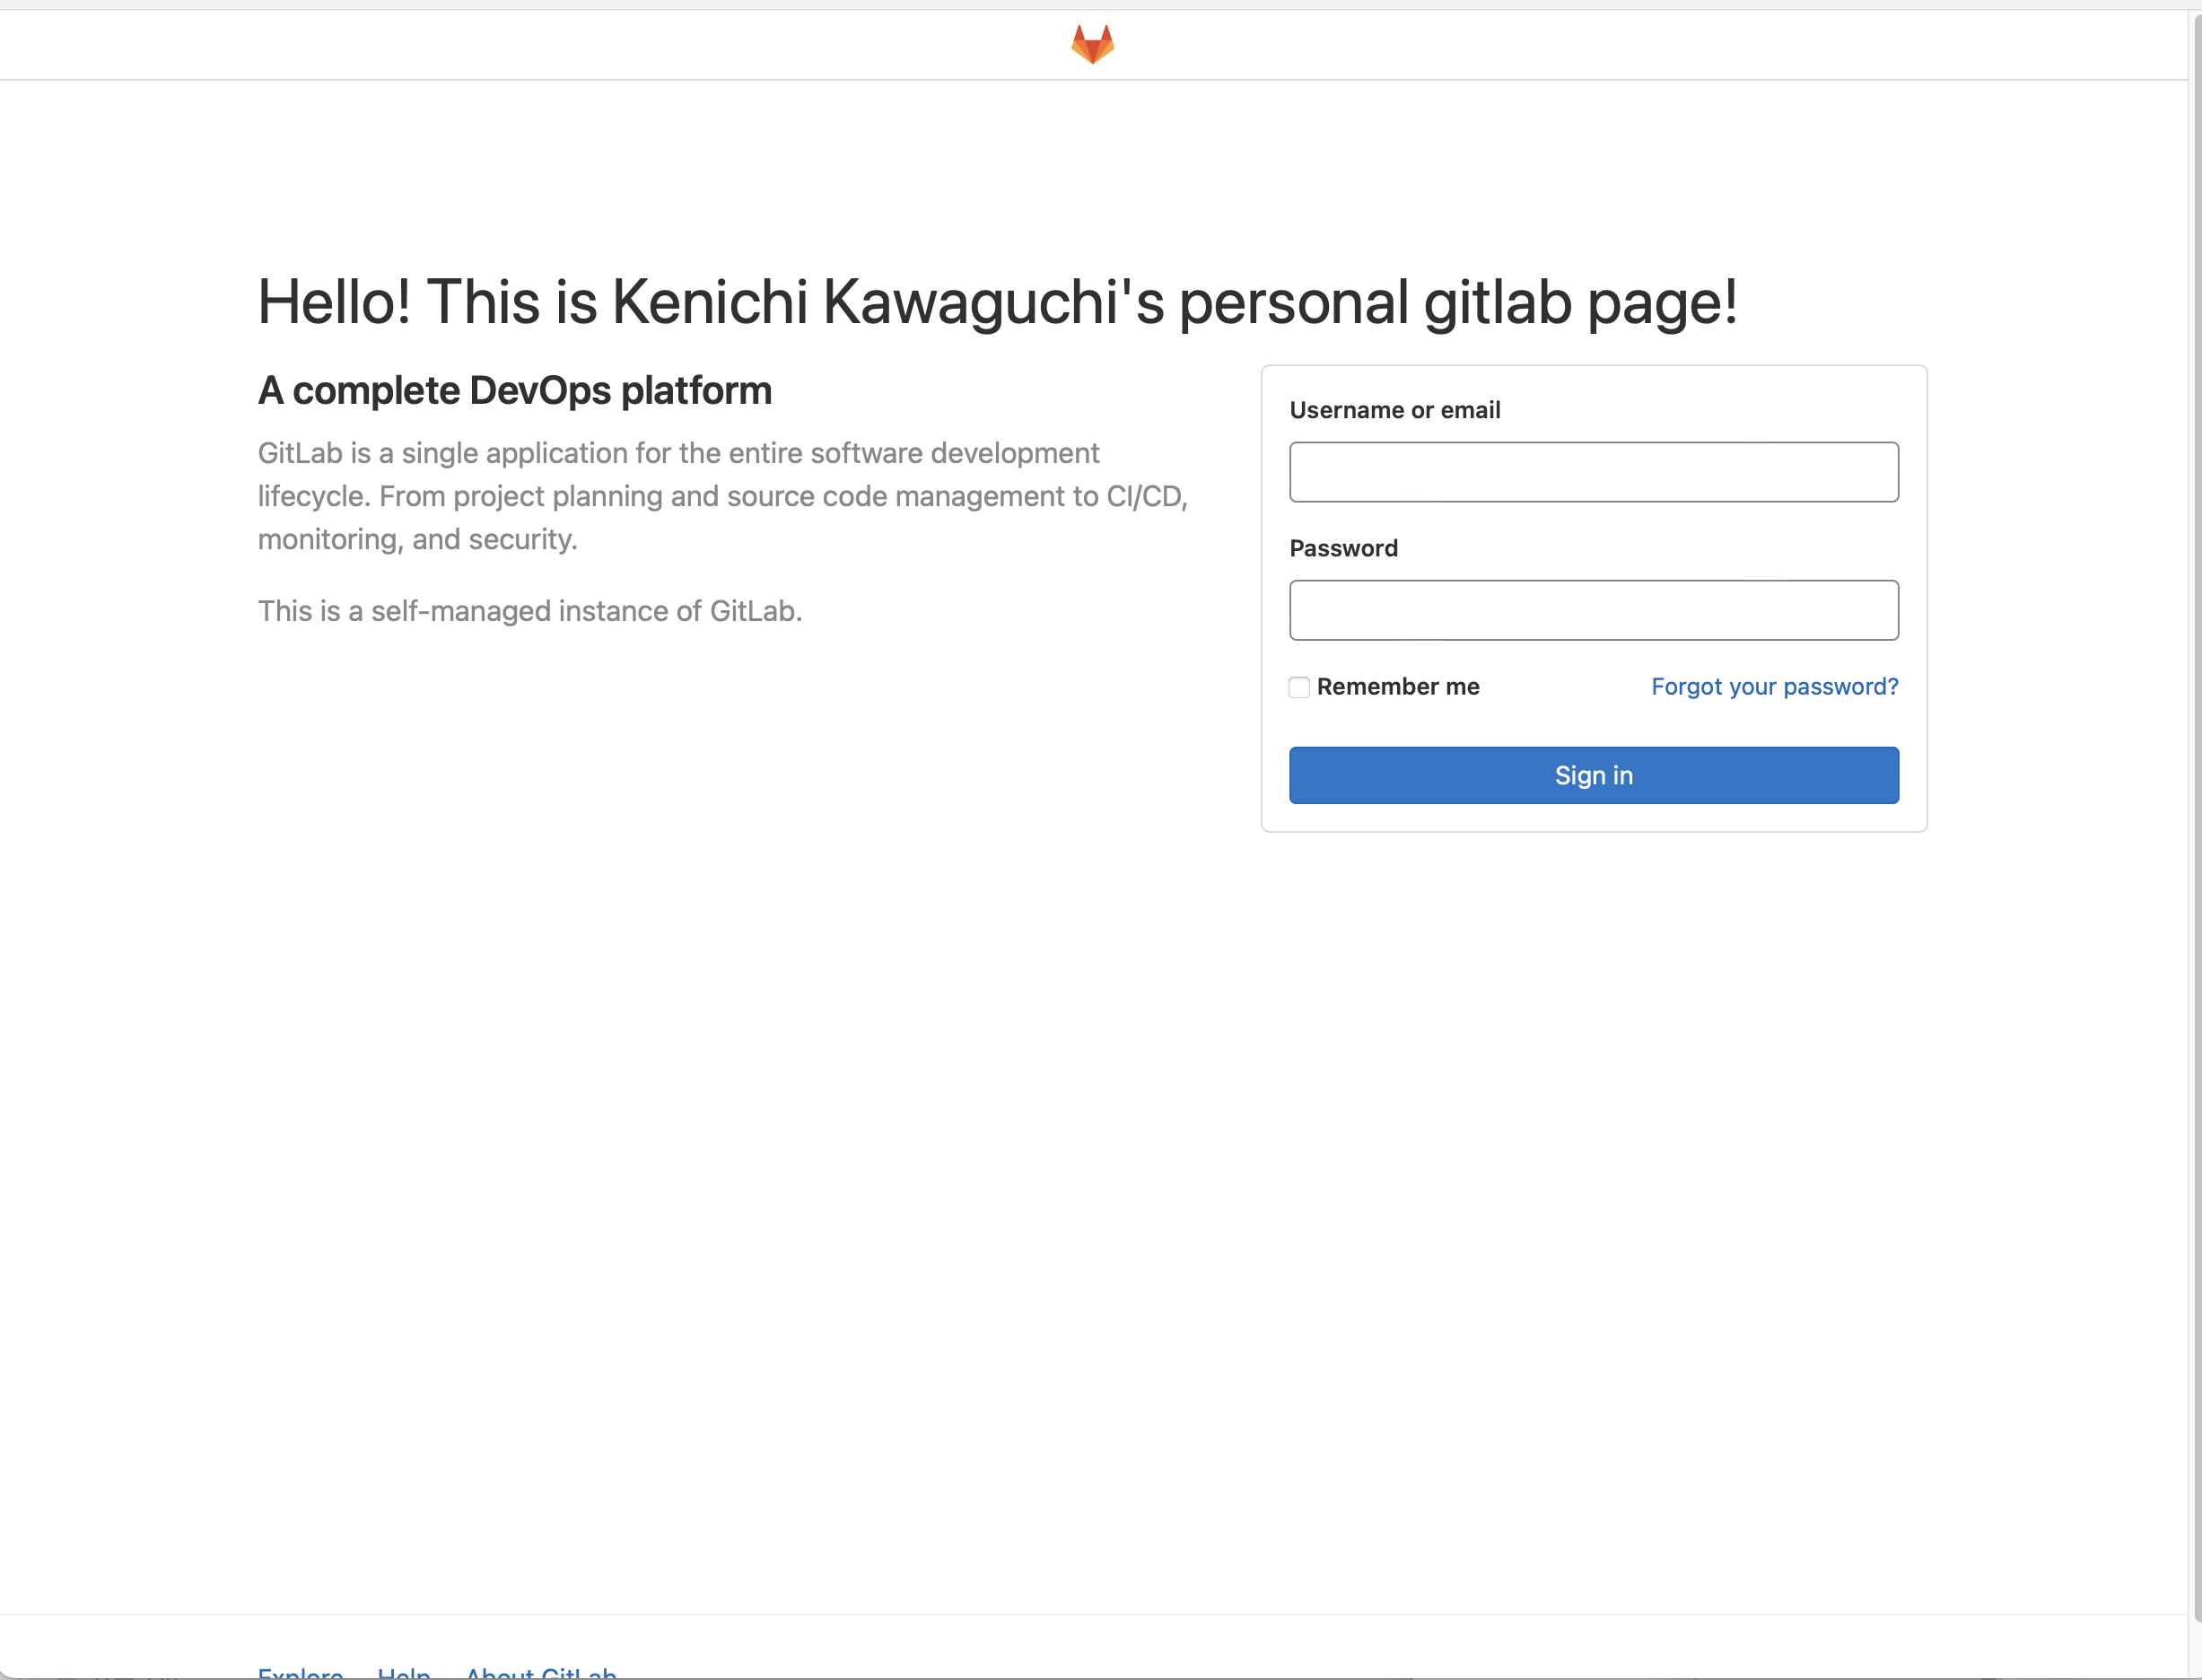 Hello! This is Kenichi Kawaguchi's personal gitlab page!
A complete DevOps platform
GitLab is a single application for the entire software development
lifecycle. From project planning and source code management to CI/CD,
monitoring, and security.
This is a self-managed instance of GitLab.
Username or email
Password
Remember me
Forgot your password?
Sign in
Explore Help About GitLab